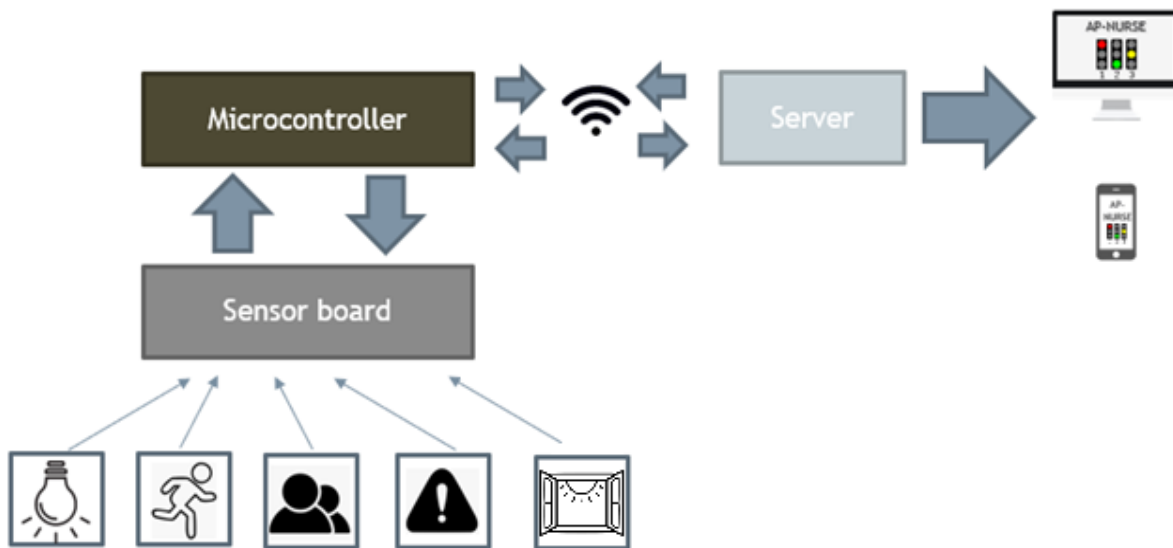 AP-NURSE
1 2 3
Microcontroller
Server
AP-
NURSE
Sensor board